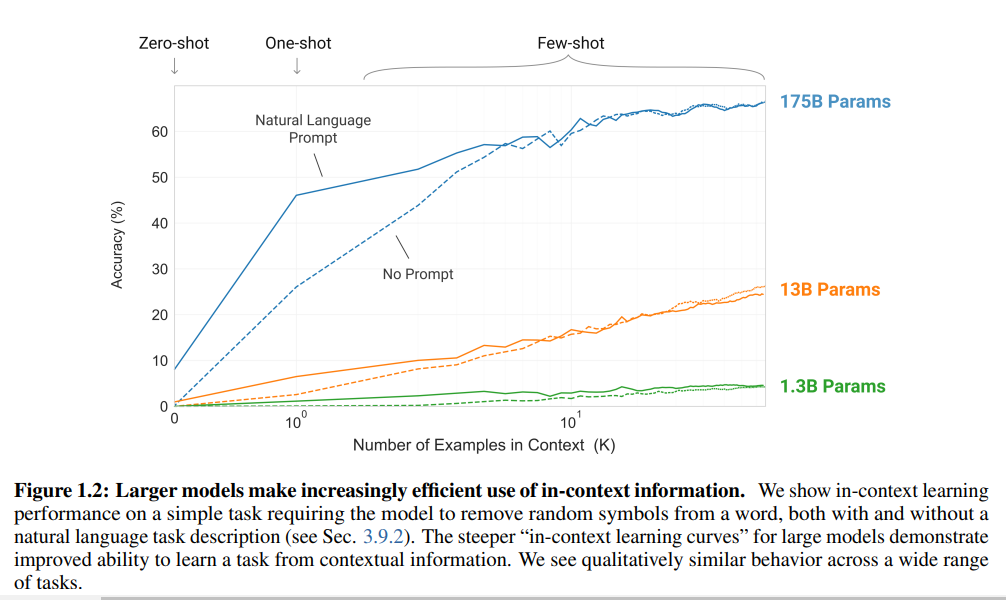 Zero-shot One-shot Few-shot
175B Params
Natural Language
Prompt
No Prompt
13B Params
1.3B Params
60
50
40
30
20
10
0
Accuracy (%)
0 10⁰ 10¹
Number of Examples in Context (K)
Figure 1.2: Larger models make increasingly efficient use of in-context information. We show in-context learning
performance on a simple task requiring the model to remove random symbols from a word, both with and without a
natural language task description (see Sec. 3.9.2). The steeper “in-context learning curves” for large models demonstrate
improved ability to learn a task from contextual information. We see qualitatively similar behavior across a wide range
of tasks.